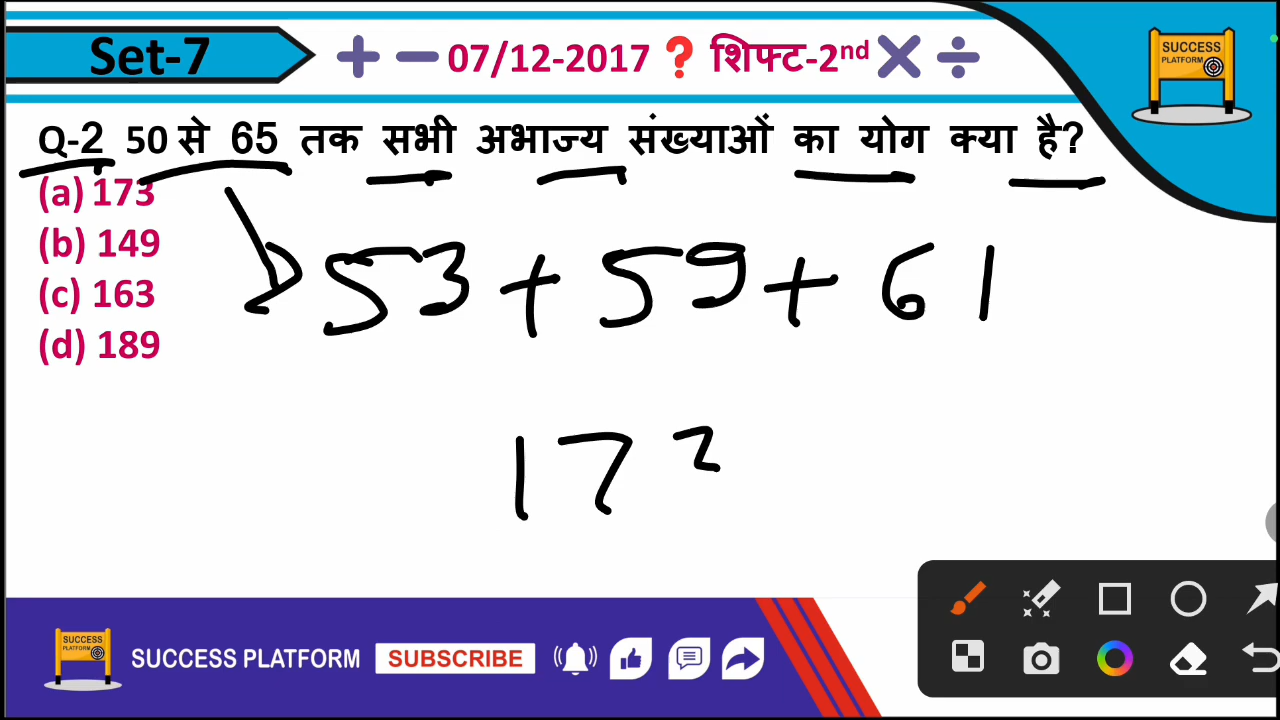 Set-7
+ − 07/12-2017 ❓ शिफ्ट-2nd × ÷
SUCCESS
PLATFORM
Q-2 50 से 65 तक सभी अभाज्य संख्याओं का योग क्या है?
(a) 173
(b) 149
(c) 163
(d) 189
53 + 59 + 61
17
SUCCESS
PLATFORM
SUCCESS PLATFORM
SUBSCRIBE